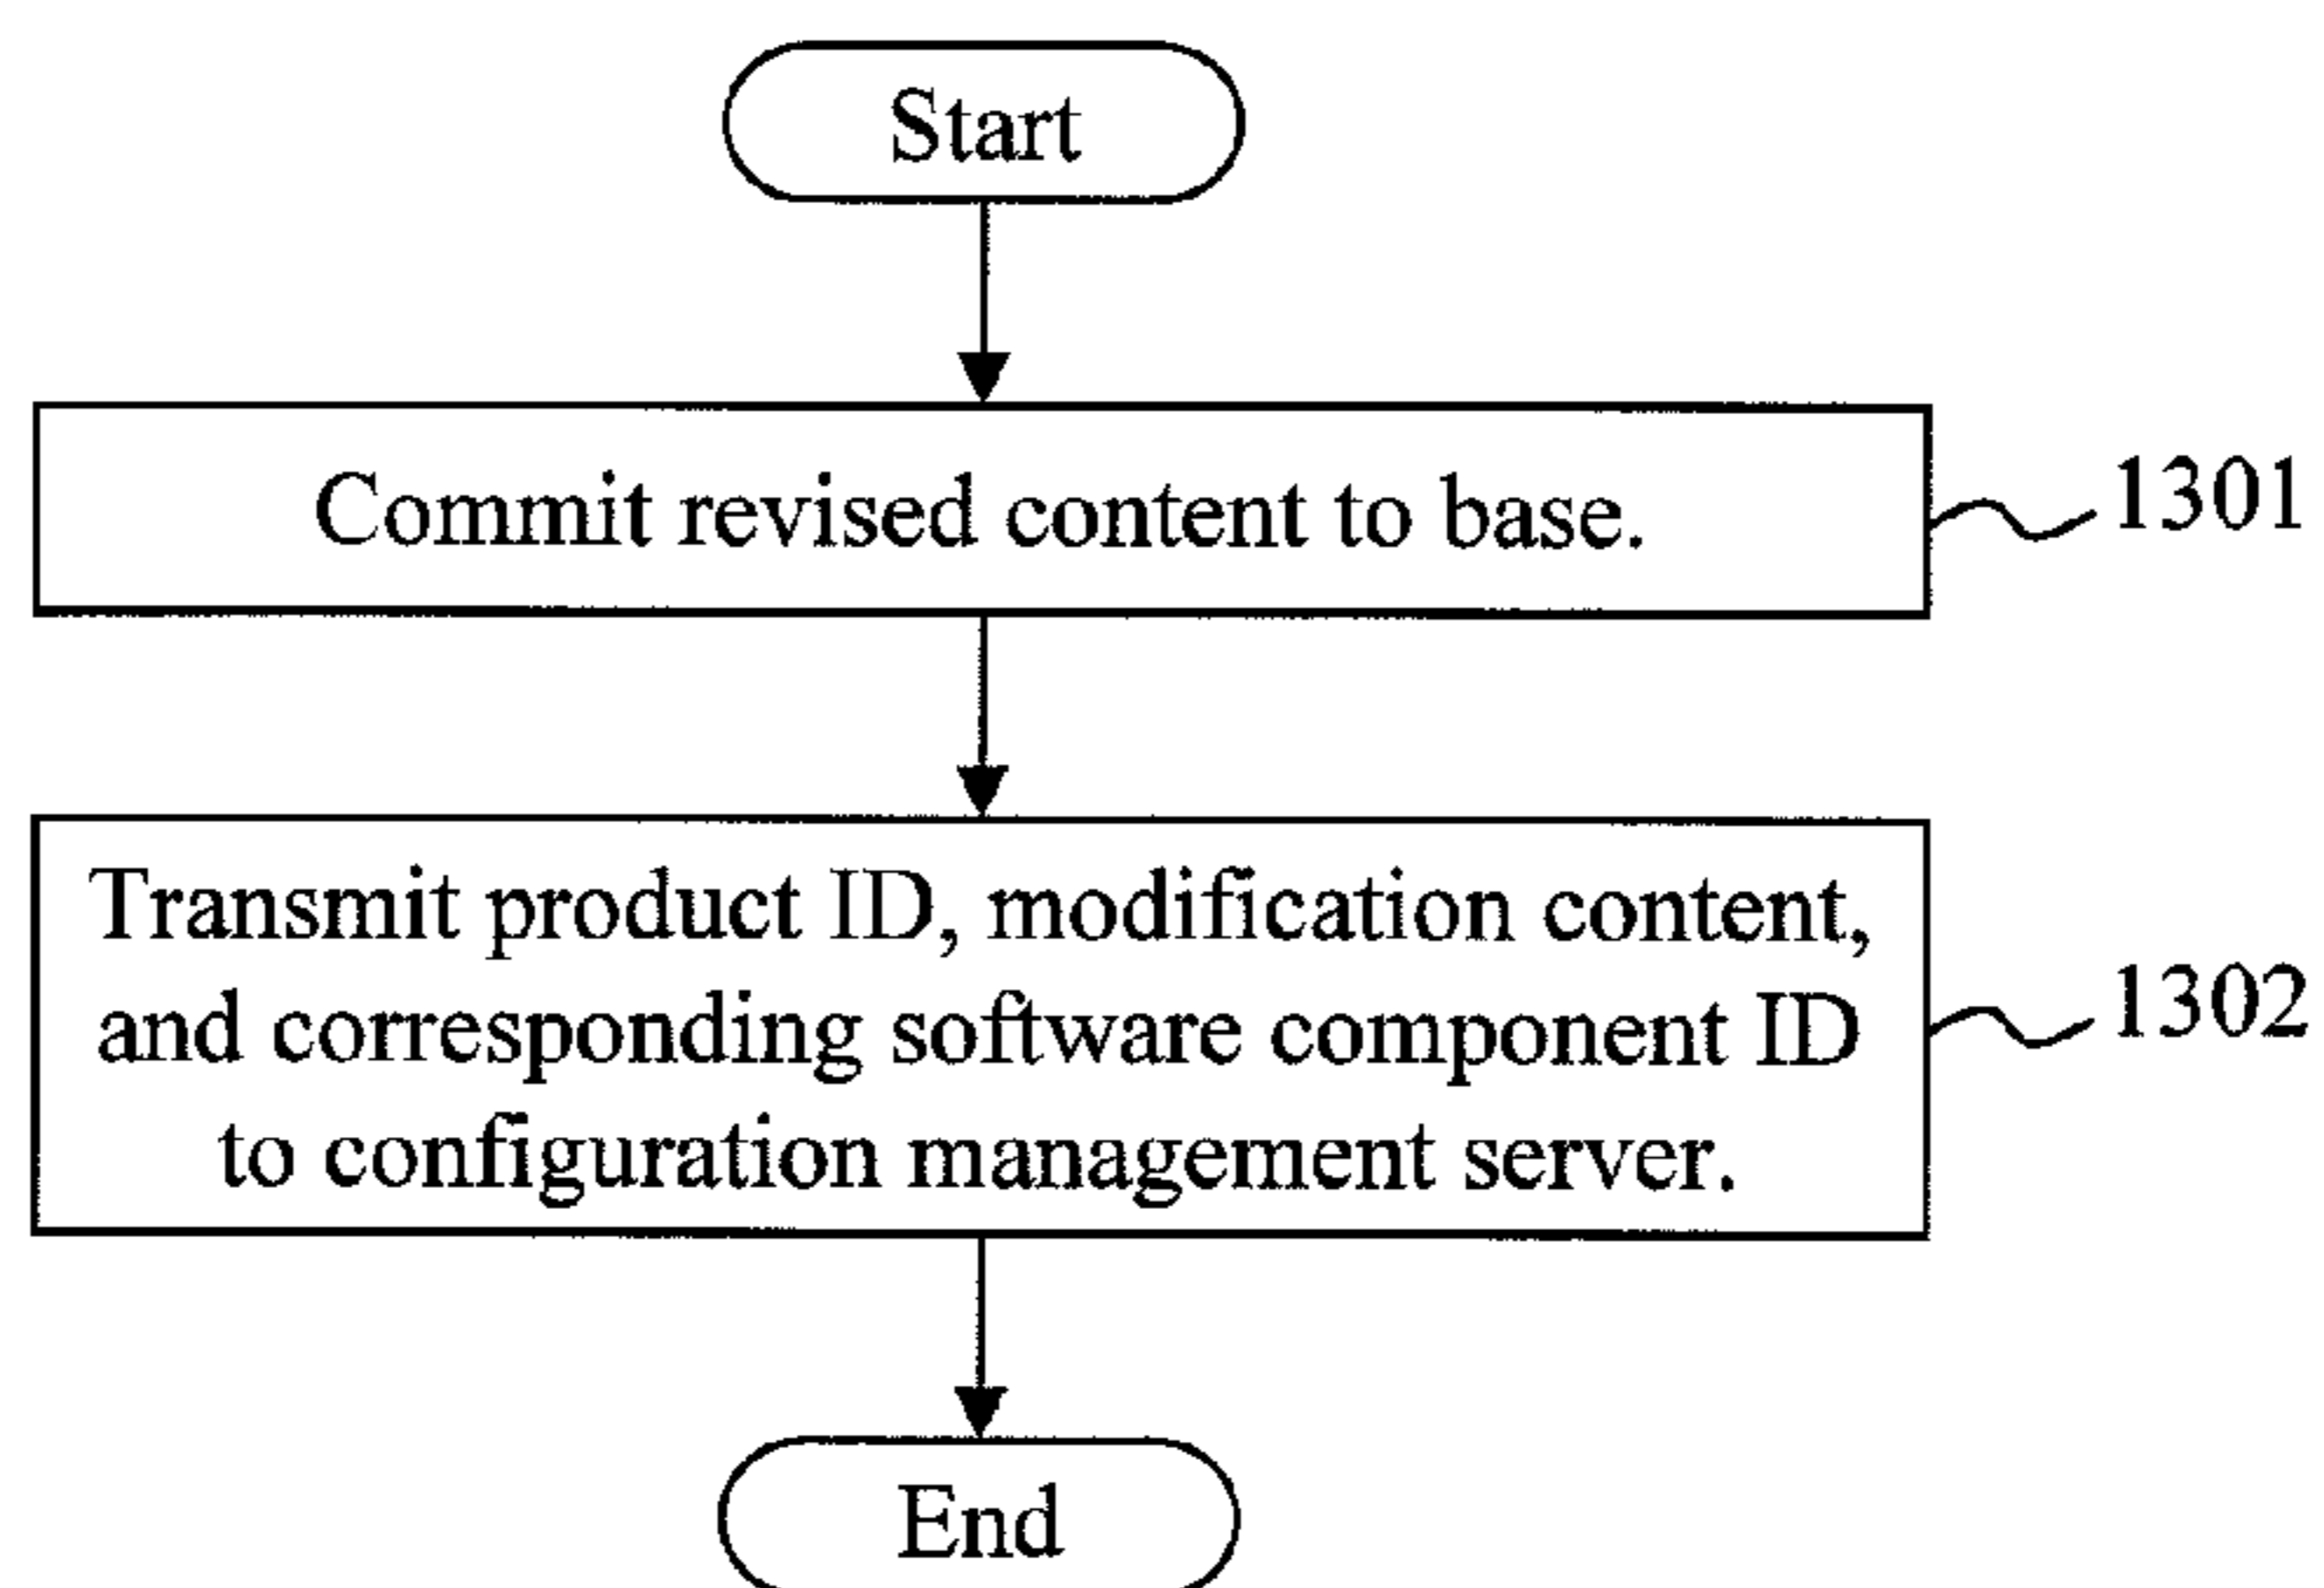 Start
Commit revised content to base.
1301
Transmit product ID, modification content,
and corresponding software component ID
to configuration management server.
1302
End